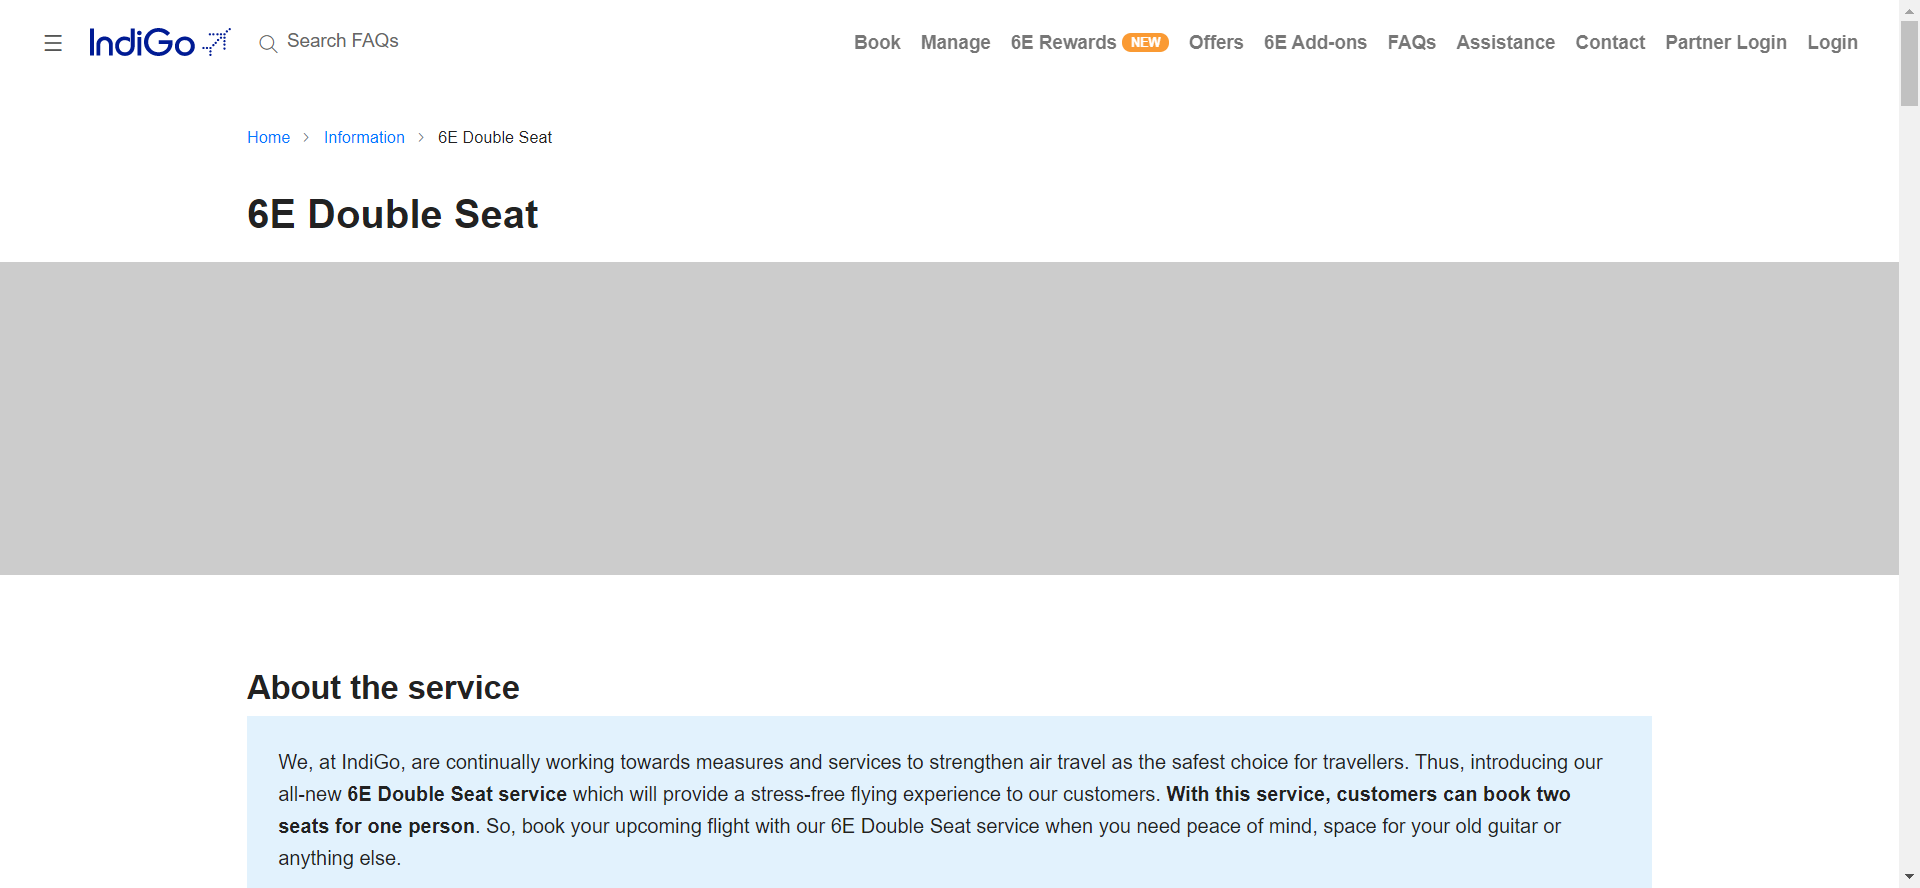 IndiGo
Search FAQs
Book Manage 6E Rewards NEW Offers 6E Add-ons FAQs Assistance Contact Partner Login Login
Home > Information > 6E Double Seat
6E Double Seat
About the service
We, at IndiGo, are continually working towards measures and services to strengthen air travel as the safest choice for travellers. Thus, introducing our
all-new 6E Double Seat service which will provide a stress-free flying experience to our customers. With this service, customers can book two
seats for one person. So, book your upcoming flight with our 6E Double Seat service when you need peace of mind, space for your old guitar or
anything else.